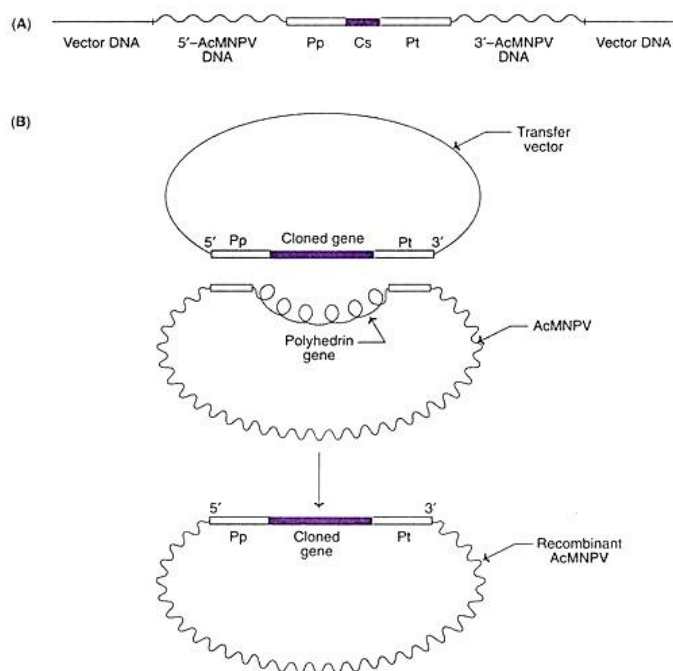 (A)
Vector DNA 5′–AcMNPV Pp Cs Pt 3′–AcMNPV Vector DNA
DNA DNA
(B)
Transfer
vector
5′ Pp Cloned gene Pt 3′
Polyhedrin
gene
AcMNPV
5′ 3′
Pp Cloned Pt
gene
Recombinant
AcMNPV